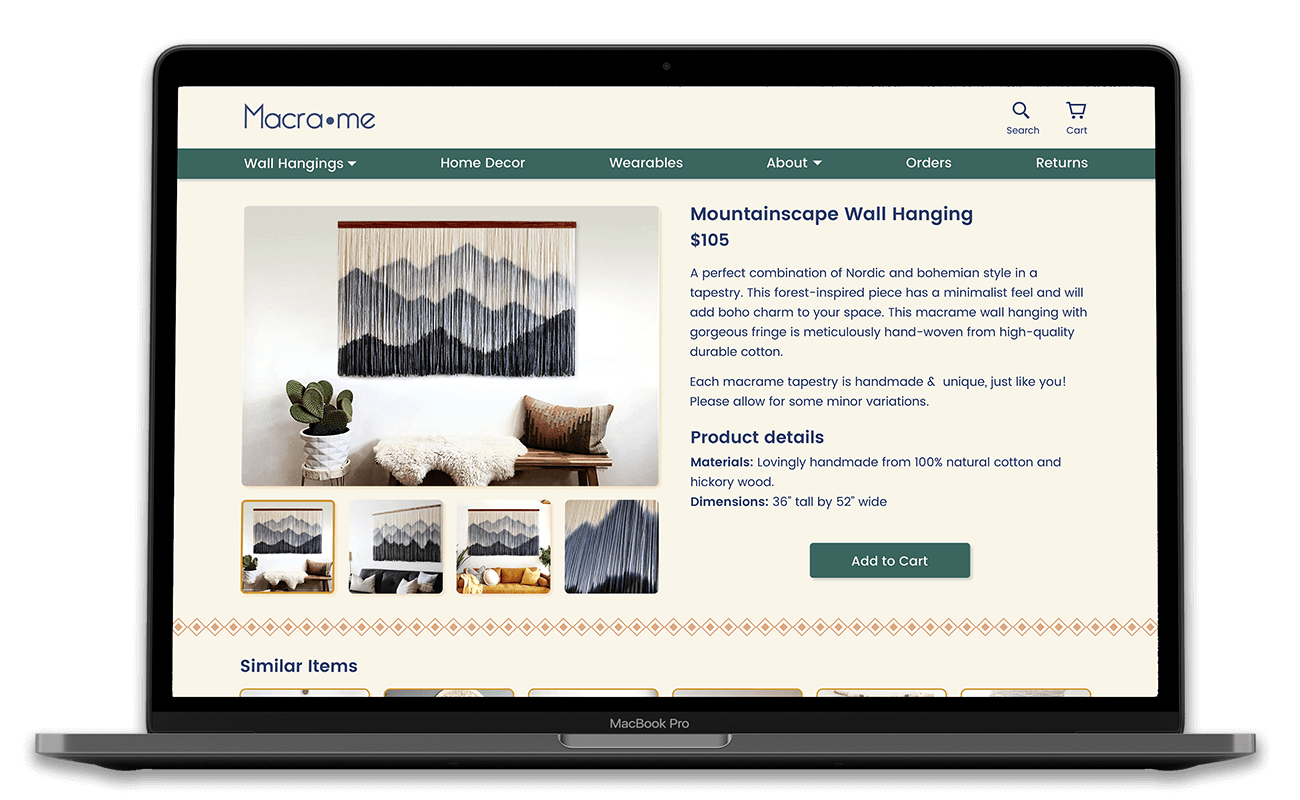 Macra•me
Search
Cart
Wall Hangings
Home Decor
Wearables
About
Orders
Returns
Mountainscape Wall Hanging
$105
A perfect combination of Nordic and bohemian style in a
tapestry. This forest-inspired piece has a minimalist feel and will
add boho charm to your space. This macrame wall hanging with
gorgeous fringe is meticulously hand-woven from high-quality
durable cotton.
Each macrame tapestry is handmade & unique, just like you!
Please allow for some minor variations.
Product details
Materials: Lovingly handmade from 100% natural cotton and
hickory wood.
Dimensions: 36" tall by 52" wide
Add to Cart
Similar Items
MacBook Pro